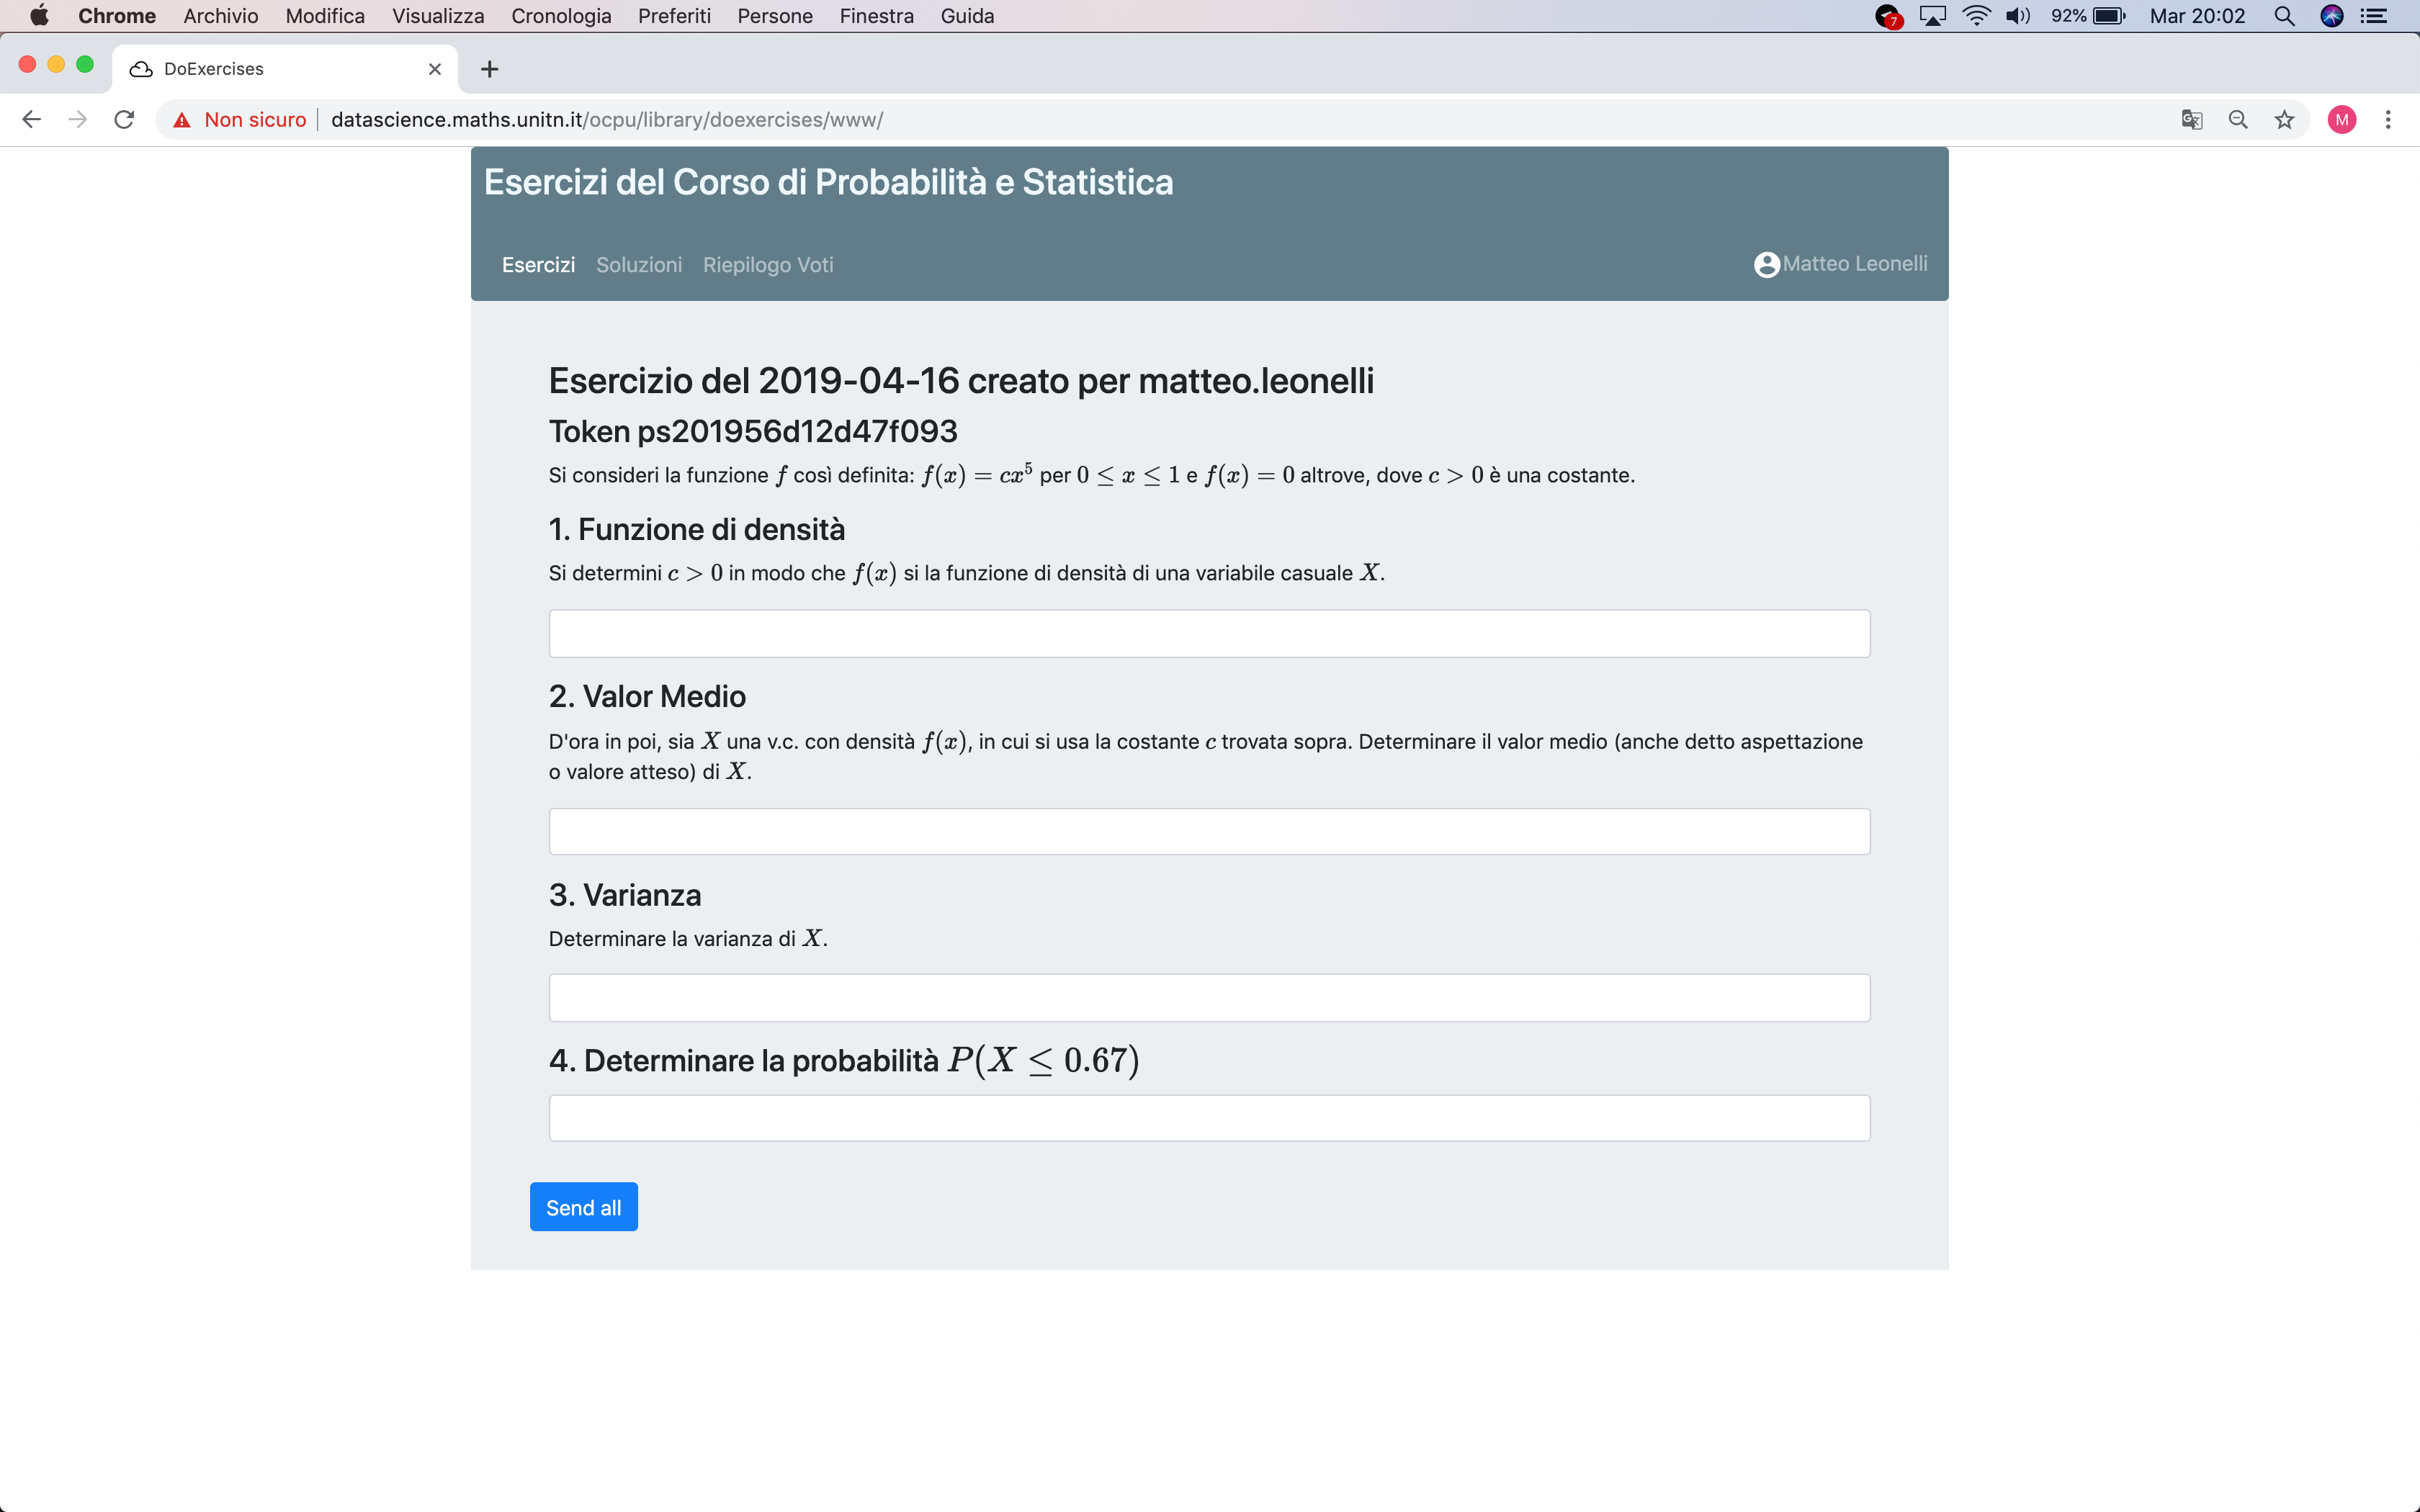 Chrome Archivio Modifica Visualizza Cronologia Preferiti Persone Finestra Guida 7 92% Mar 20:02
DoExercises
Non sicuro datascience.maths.unitn.it/ocpu/library/doexercises/www/ M
Esercizi del Corso di Probabilità e Statistica
Esercizi Soluzioni Riepilogo Voti Matteo Leonelli
Esercizio del 2019-04-16 creato per matteo.leonelli
Token ps201956d12d47f093
Si consideri la funzione f così definita: f(x) = cx⁵ per 0 ≤ x ≤ 1 e f(x) = 0 altrove, dove c > 0 è una costante.
1. Funzione di densità
Si determini c > 0 in modo che f(x) si la funzione di densità di una variabile casuale X.
2. Valor Medio
D'ora in poi, sia X una v.c. con densità f(x), in cui si usa la costante c trovata sopra. Determinare il valor medio (anche detto aspettazione
o valore atteso) di X.
3. Varianza
Determinare la varianza di X.
4. Determinare la probabilità P(X ≤ 0.67)
Send all